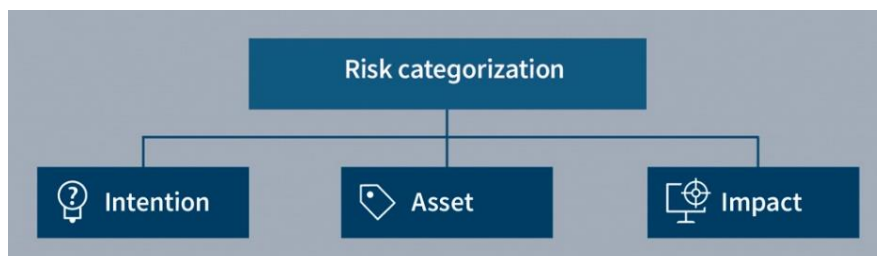 Risk categorization
Intention
Asset
Impact